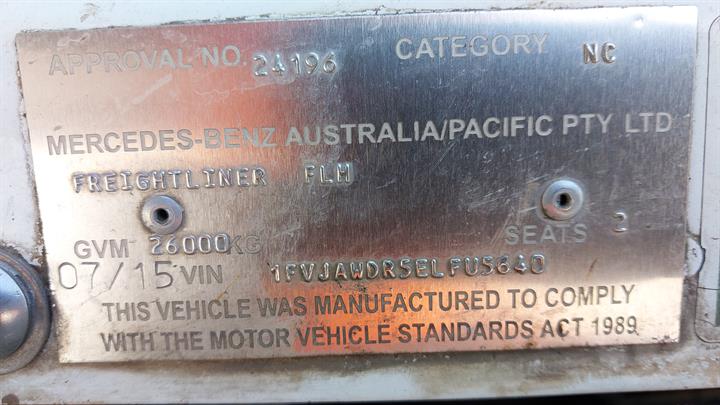 APPROVAL NO. 24196 CATEGORY NC
MERCEDES-BENZ AUSTRALIA/PACIFIC PTY LTD
FREIGHTLINER FLM
GVM 26000KG SEATS 2
07/15 VIN 1FVJAWDR5ELFU5640
THIS VEHICLE WAS MANUFACTURED TO COMPLY
WITH THE MOTOR VEHICLE STANDARDS ACT 1989